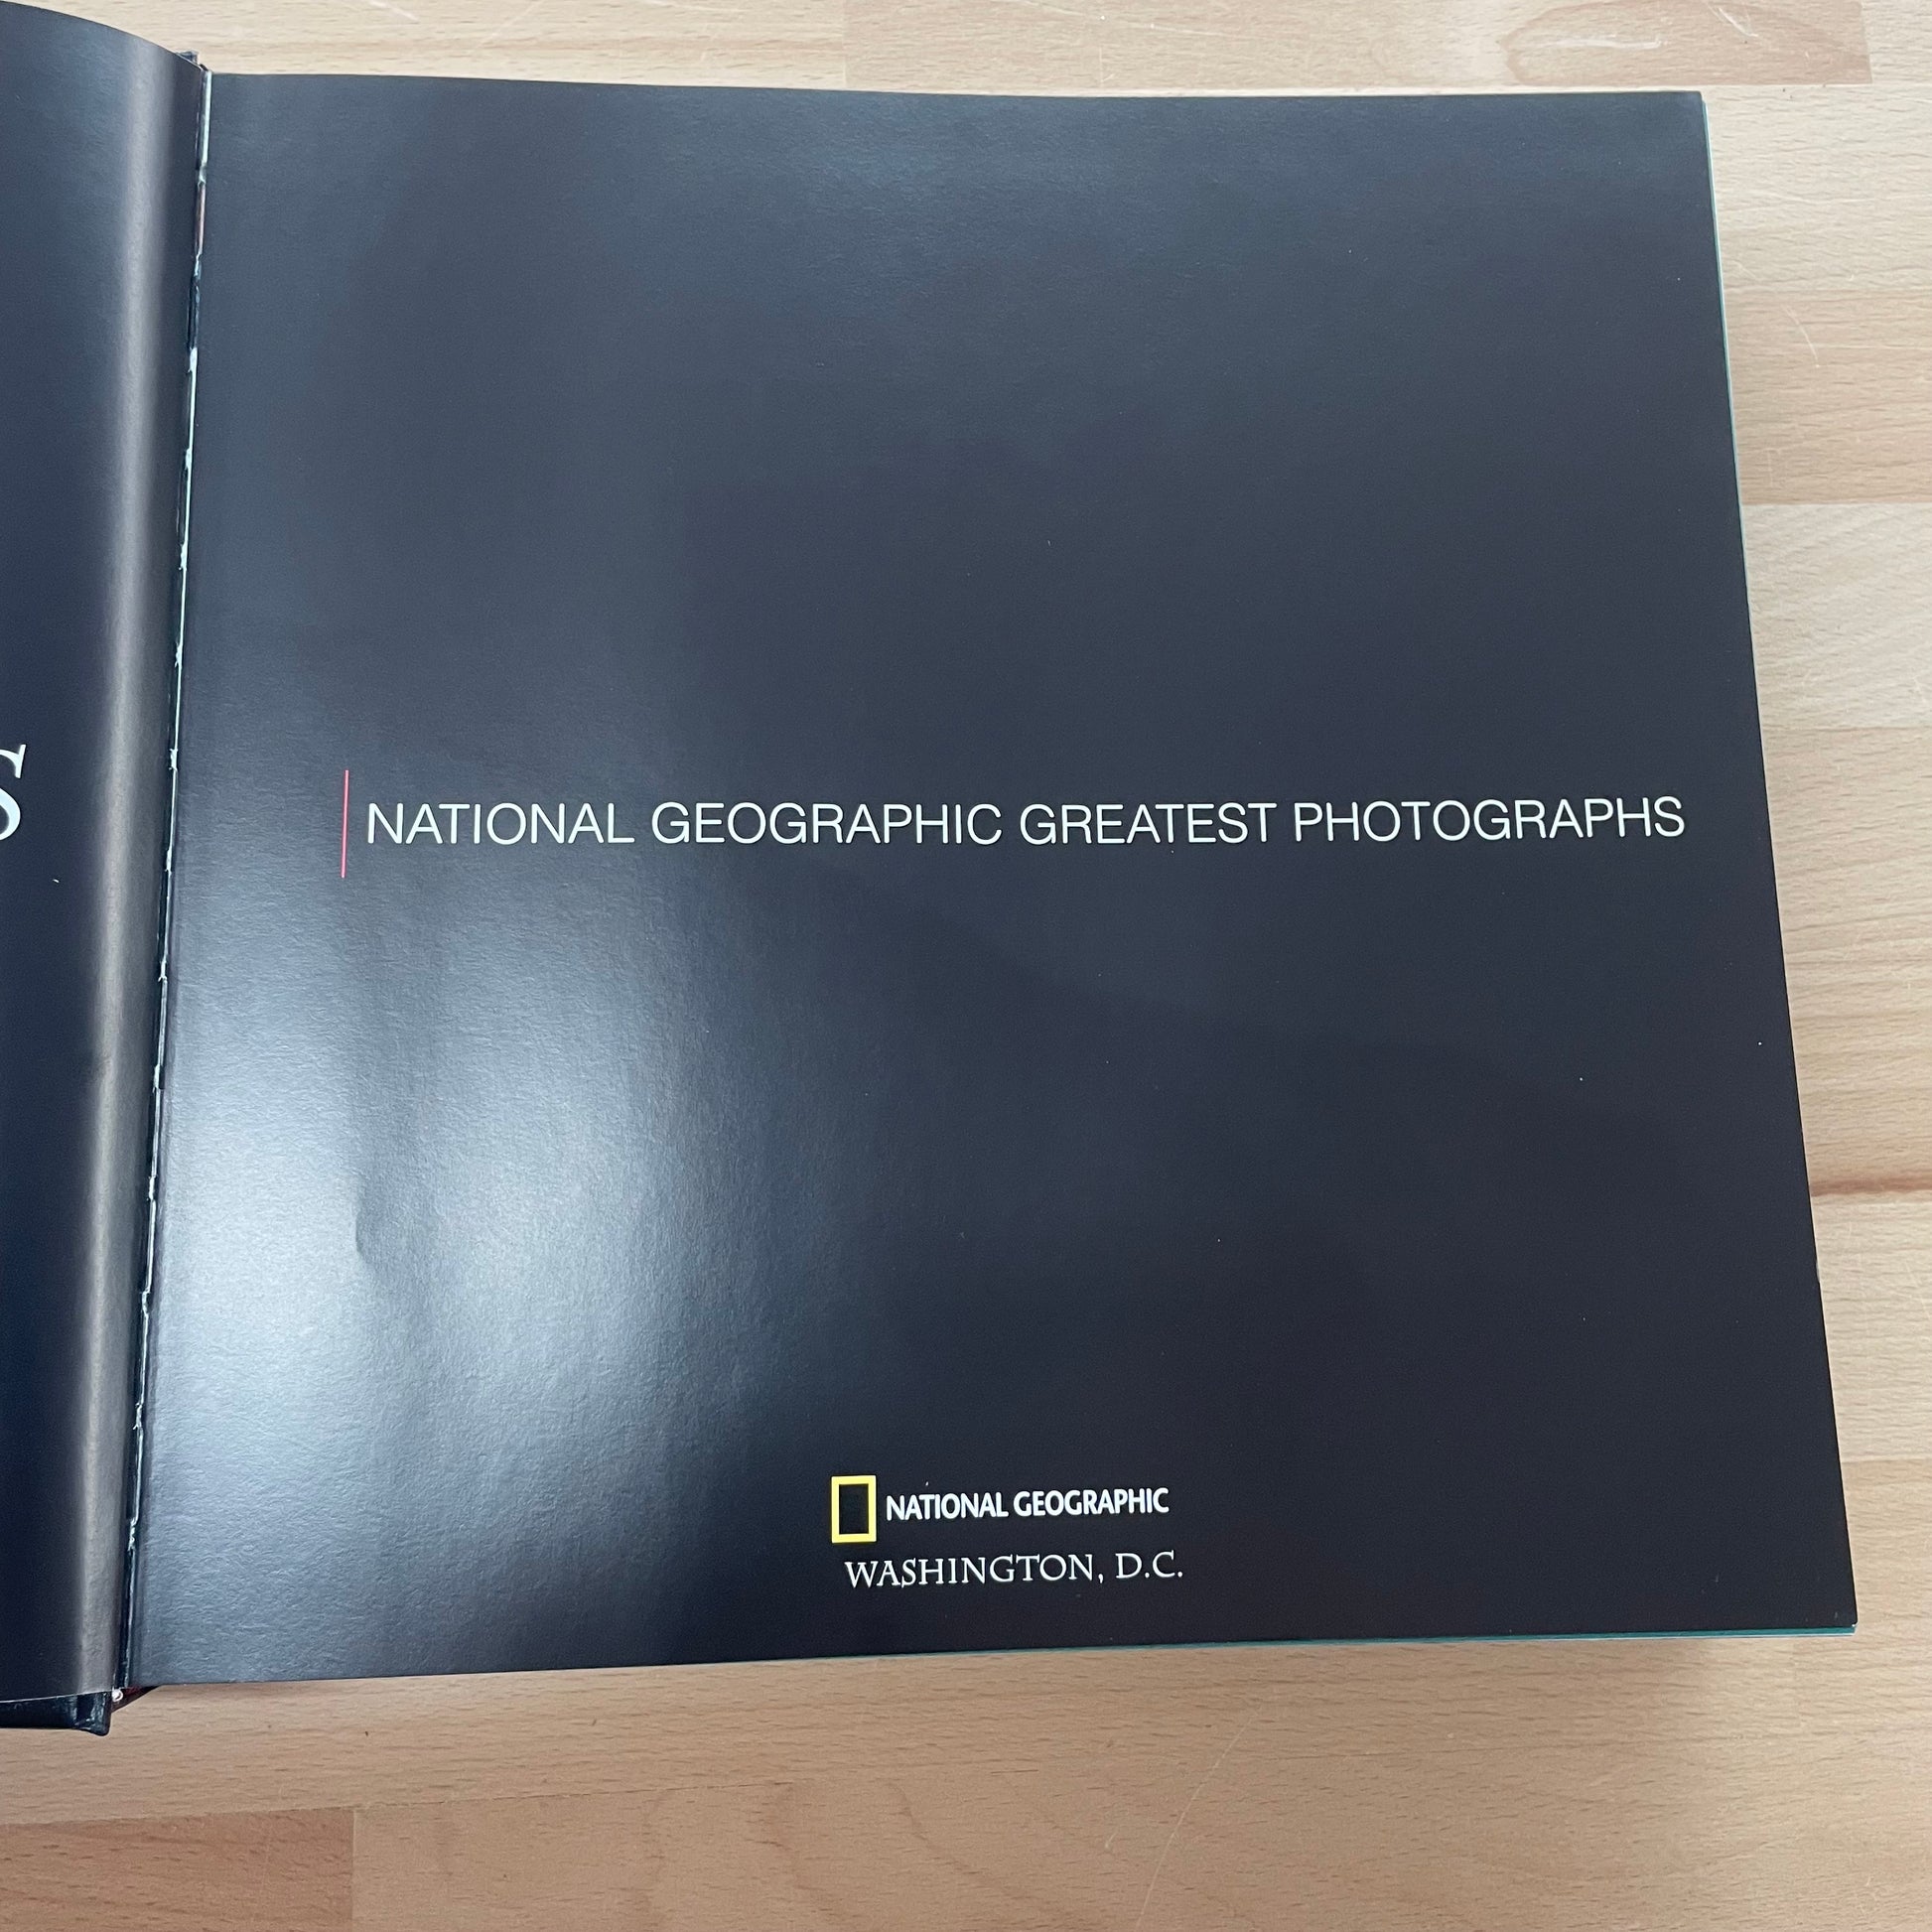 S
NATIONAL GEOGRAPHIC GREATEST PHOTOGRAPHS
NATIONAL GEOGRAPHIC
WASHINGTON, D.C.